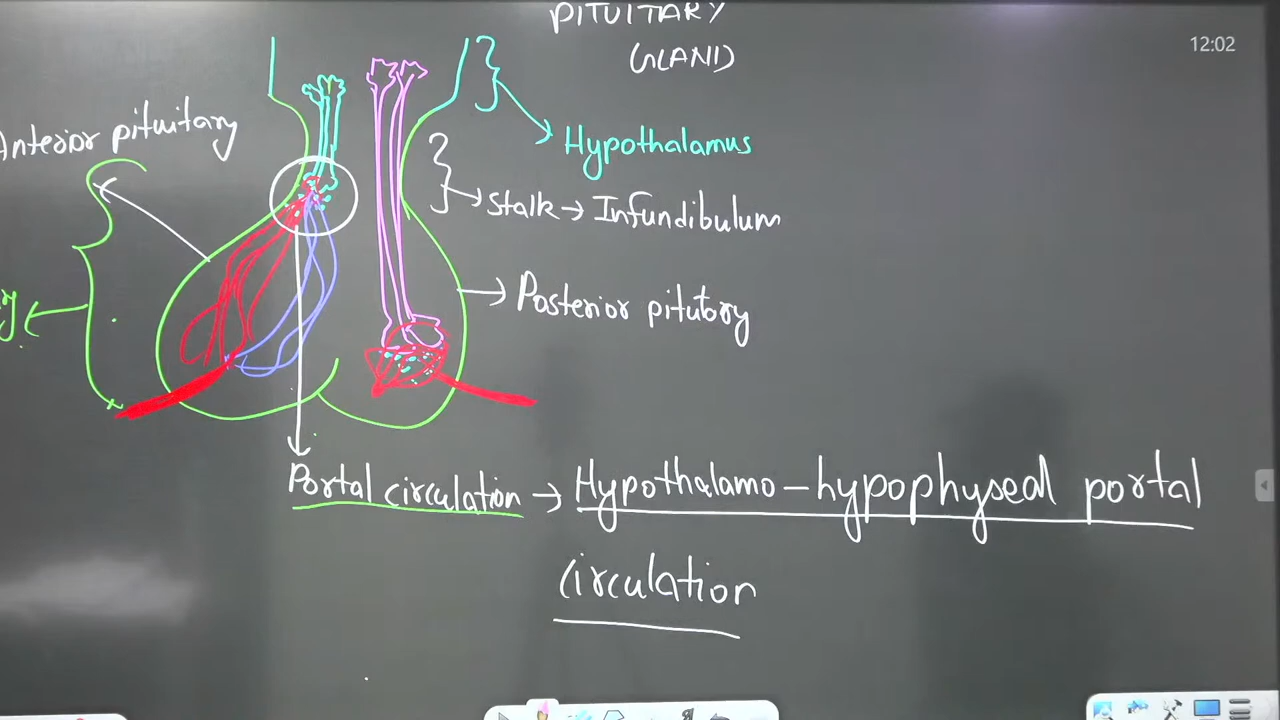 PITUITARY
GLAND
12:02
Anterior pituitary
Hypothalamus
Stalk → Infundibulum
Posterior pitutory
Portal circulation → Hypothalamo-hypophyseal portal
circulation